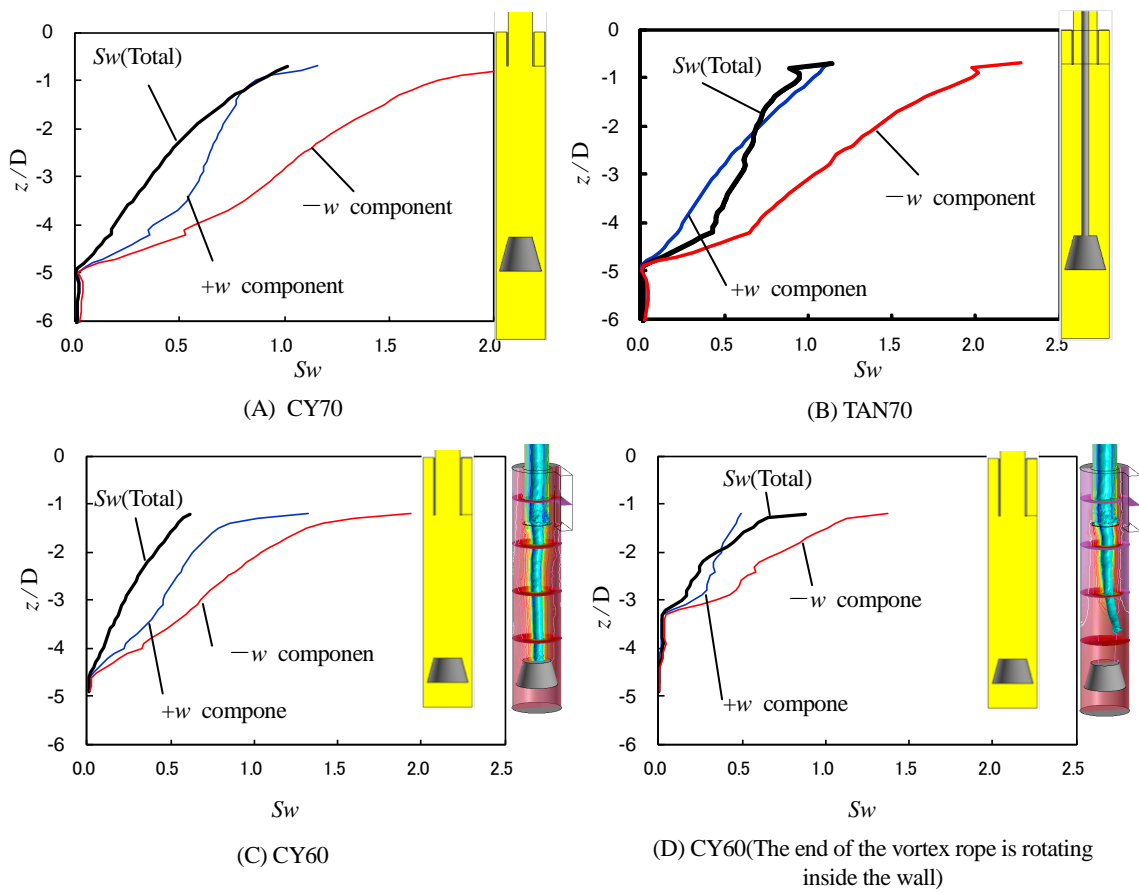 0
-1
-2
-3
-4
-5
-6
z/D
0.0
0.5
1.0
1.5
2.0
Sw
Sw(Total)
−w component
+w component
(A) CY70
0
-1
-2
-3
-4
-5
-6
z/D
0.0
0.5
1.0
1.5
2.0
2.5
Sw
Sw(Total)
−w component
+w componen
(B) TAN70
0
-1
-2
-3
-4
-5
-6
z/D
0.0
0.5
1.0
1.5
2.0
2.5
Sw
Sw(Total)
−w componen
+w compone
(C) CY60
0
-1
-2
-3
-4
-5
-6
z/D
0.0
0.5
1.0
1.5
2.0
2.5
Sw
Sw(Total)
−w compone
+w compone
(D) CY60(The end of the vortex rope is rotating
inside the wall)